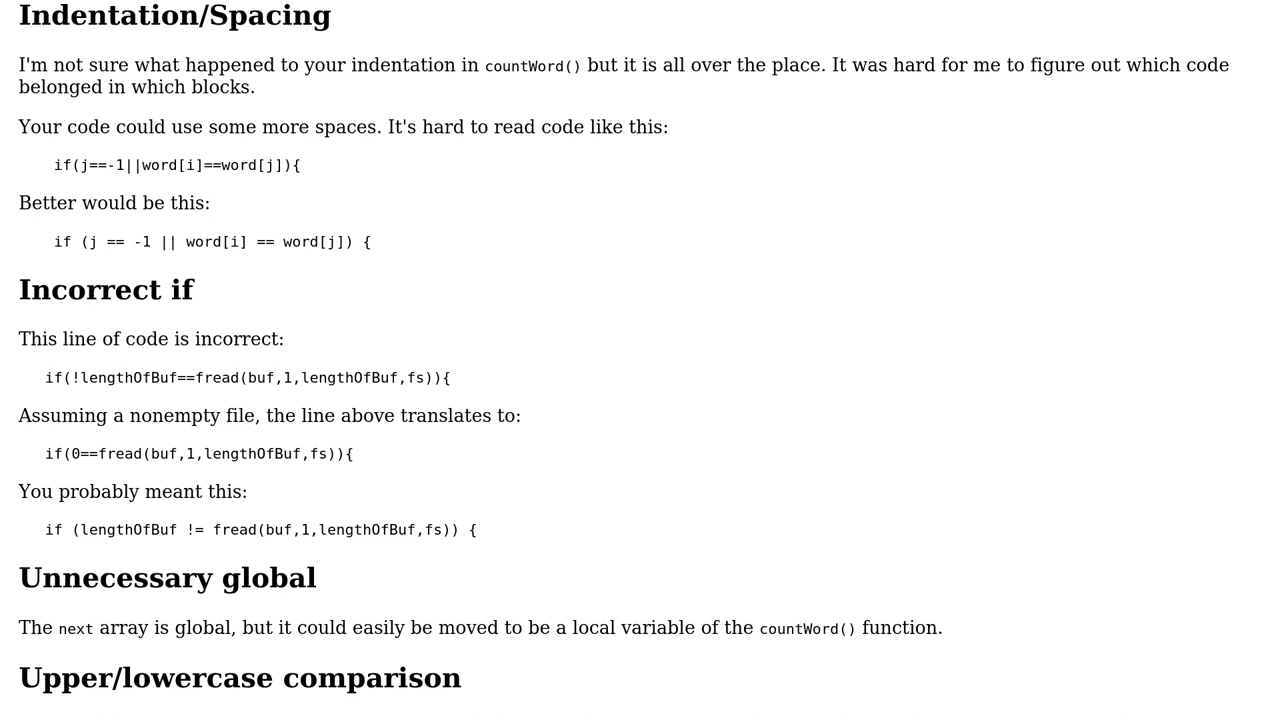 Indentation/Spacing
I'm not sure what happened to your indentation in countWord() but it is all over the place. It was hard for me to figure out which code
belonged in which blocks.
Your code could use some more spaces. It's hard to read code like this:
if(j==-1||word[i]==word[j]){
Better would be this:
if (j == -1 || word[i] == word[j]) {
Incorrect if
This line of code is incorrect:
if(!lengthOfBuf==fread(buf,1,lengthOfBuf,fs)){
Assuming a nonempty file, the line above translates to:
if(0==fread(buf,1,lengthOfBuf,fs)){
You probably meant this:
if (lengthOfBuf != fread(buf,1,lengthOfBuf,fs)) {
Unnecessary global
The next array is global, but it could easily be moved to be a local variable of the countWord() function.
Upper/lowercase comparison